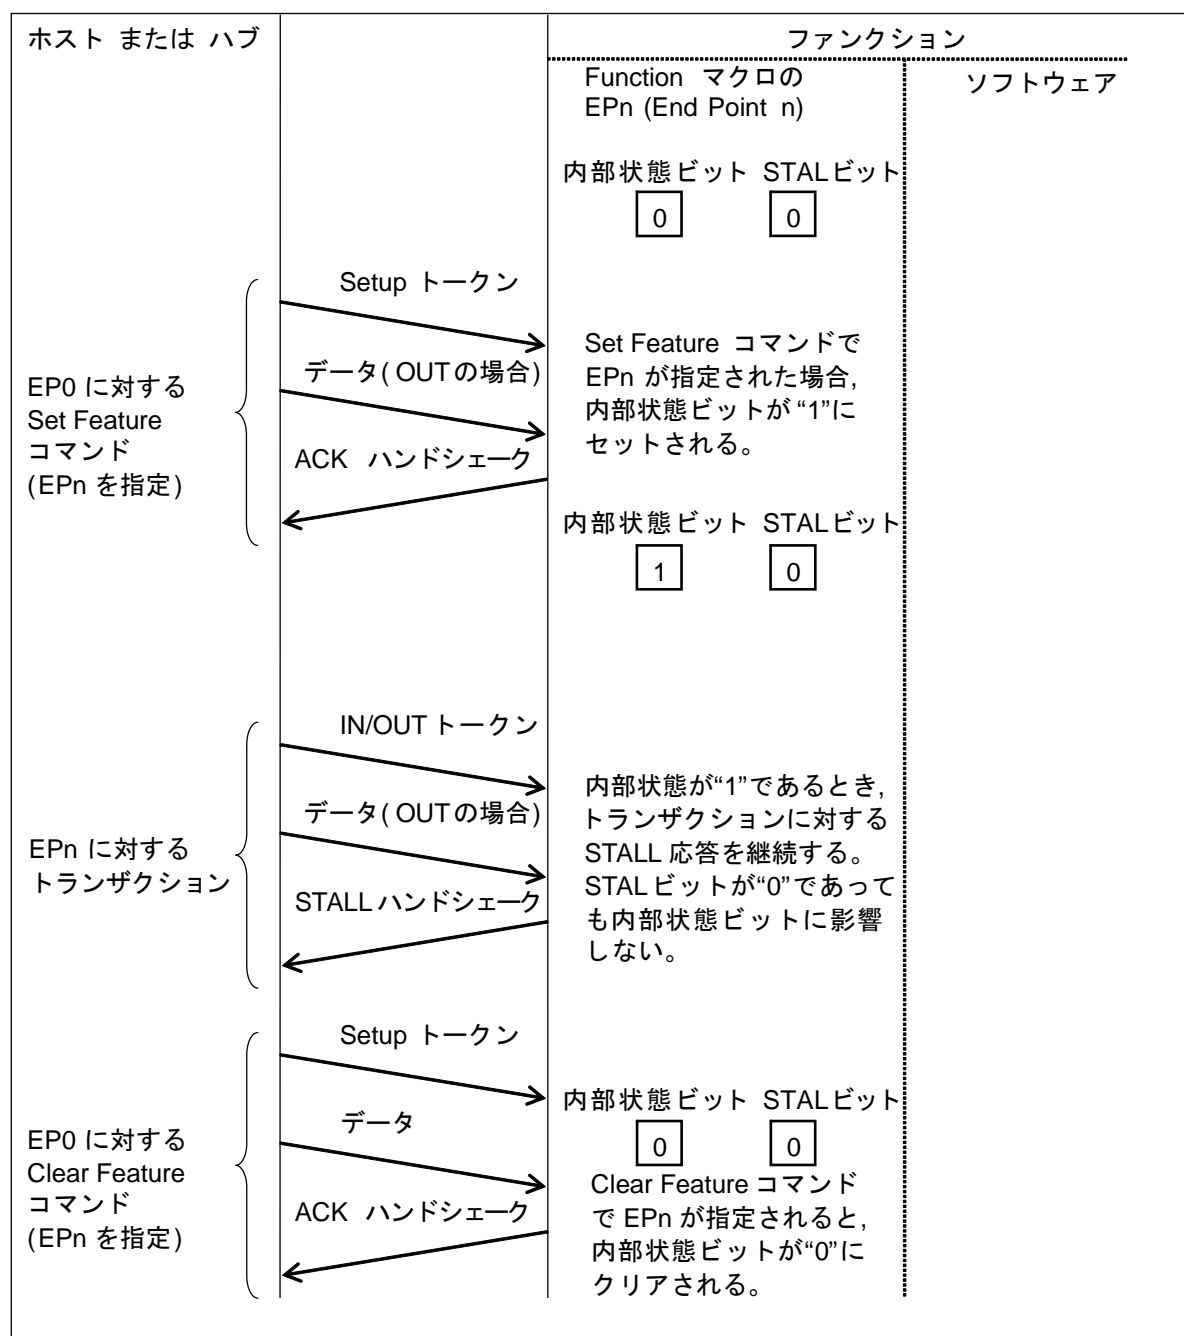 ホスト または ハブ
ファンクション
Function マクロの
EPn (End Point n)
ソフトウェア
内部状態ビット STALビット
0 0
Setup トークン
データ( OUTの場合)
ACK ハンドシェーク
EP0 に対する
Set Feature
コマンド
(EPn を指定)
Set Feature コマンドで
EPn が指定された場合,
内部状態ビットが “1”に
セットされる。
内部状態ビット STALビット
1 0
IN/OUT トークン
データ( OUTの場合)
STALL ハンドシェーク
EPn に対する
トランザクション
内部状態が“1”であるとき,
トランザクションに対する
STALL 応答を継続する。
STALビットが“0”であって
も内部状態ビットに影響
しない。
Setup トークン
データ
ACK ハンドシェーク
EP0 に対する
Clear Feature
コマンド
(EPn を指定)
内部状態ビット STALビット
0 0
Clear Feature コマンド
で EPn が指定されると,
内部状態ビットが“0”に
クリアされる。